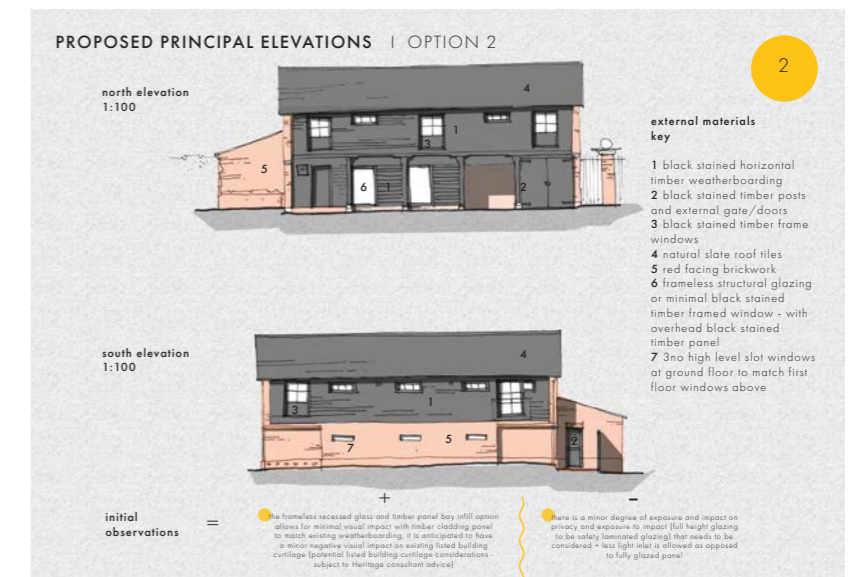 PROPOSED PRINCIPAL ELEVATIONS | OPTION 2
2
north elevation
1:100
4
1
3
5
6
1
2
external materials
key
1 black stained horizontal
timber weatherboarding
2 black stained timber posts
and external gate/doors
3 black stained timber frame
windows
4 natural slate roof tiles
5 red facing brickwork
6 frameless structural glazing
or minimal black stained
timber framed window - with
overhead black stained
timber panel
7 3no high level slot windows
at ground floor to match first
floor windows above
south elevation
1:100
4
3
1
7
5
2
+
-
initial
observations
=
the frameless recessed glass and timber panel bay infill option
allows for minimal visual impact with timber cladding panel
to match existing weatherboarding, it is anticipated to have
a minor negative visual impact on existing listed building
curtilage (potential listed building curtilage considerations -
subject to Heritage consultant advice)
there is a minor degree of exposure and impact on
privacy and exposure to impact (full height glazing
to be safety laminated glazing) that needs to be
considered + less light inlet is allowed as opposed
to fully glazed panel